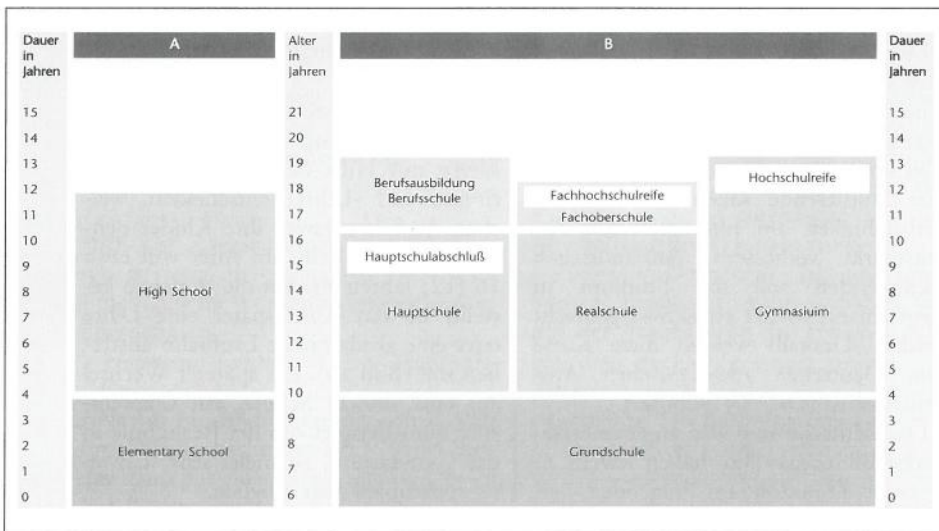 Dauer
in
Jahren
A
Alter
in
Jahren
B
Dauer
in
Jahren
15
21
15
14
20
14
13
19
13
12
18
12
11
17
11
10
16
10
9
15
9
8
14
8
7
13
7
6
12
6
5
11
5
4
10
4
3
9
3
2
8
2
1
7
1
0
6
0
High School
Elementary School
Berufsausbildung
Berufsschule
Hauptschulabschluß
Hauptschule
Fachhochschulreife
Fachoberschule
Realschule
Hochschulreife
Gymnasiuim
Grundschule